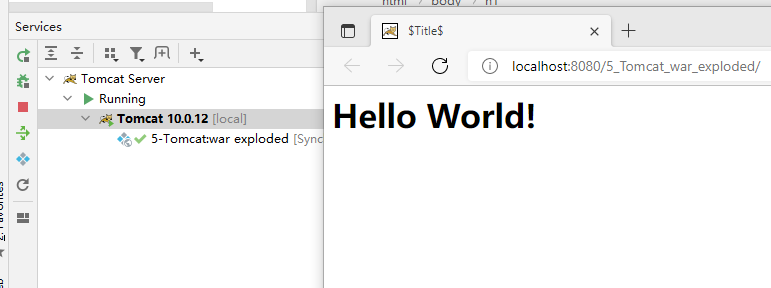 html / body / h1
Services
Tomcat Server
Running
Tomcat 10.0.12 [local]
5-Tomcat:war exploded [Sync
$Title$
localhost:8080/5_Tomcat_war_exploded/
Hello World!
2: Favorites